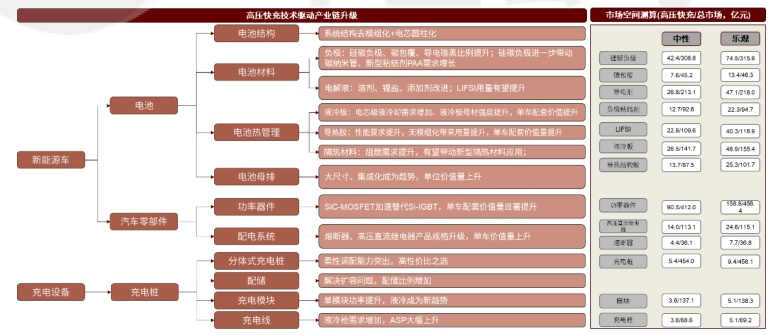 高压快充技术驱动产业链升级
市场空间测算(高压快充/总市场，亿元)
中性
乐观
新能源车
电池
电池结构
系统结构去模组化+电芯圆柱化
电池材料
负极：硅碳负极、碳包覆、导电碳黑比例提升；硅碳负极进一步带动
碳纳米管、新型粘结剂PAA需求增长
电解液：溶剂、锂盐、添加剂改进；LIFSI用量有望提升
电池热管理
液冷板：电芯级液冷却需求增加、液冷板母材强度提升，单车配套价值提升
导热胶：性能要求提升，无模组化带来用量提升，单车配套价值量提升
隔热材料：阻燃需求提升，有望带动新型隔热材料应用；
电池母排
大尺寸、集成化成为趋势，单位价值量上升
汽车零部件
功率器件
SiC-MOSFET加速替代Si-IGBT，单车配套价值量显著提升
配电系统
熔断器、高压直流继电器产品规格升级，单车价值量上升
充电设备
充电桩
分体式充电桩
柔性调配能力突出，高性价比之选
配储
解决扩容问题，配储比例增加
充电模块
单模块功率提升，液冷成为新趋势
充电线
液冷枪需求增加，ASP大幅上升
硅碳负极 42.4/308.8 74.5/315.9
碳包覆 7.6/45.2 13.4/46.3
导电剂 26.8/213.1 47.1/218.0
负极粘结剂 12.7/92.6 22.3/94.7
LIFSI 22.9/109.6 40.3/118.9
液冷板 26.5/141.7 48.9/155.4
导热结构胶 13.7/87.5 25.3/101.7
功率器件 90.5/412.0 158.8/456.
4
高压直流继电
器 14.0/113.1 24.6/115.1
熔断器 4.4/36.1 7.7/36.8
充电桩 5.4/454.0 9.4/458.1
模块 3.6/137.1 5.1/138.3
充电枪 3.6/68.6 5.1/69.2